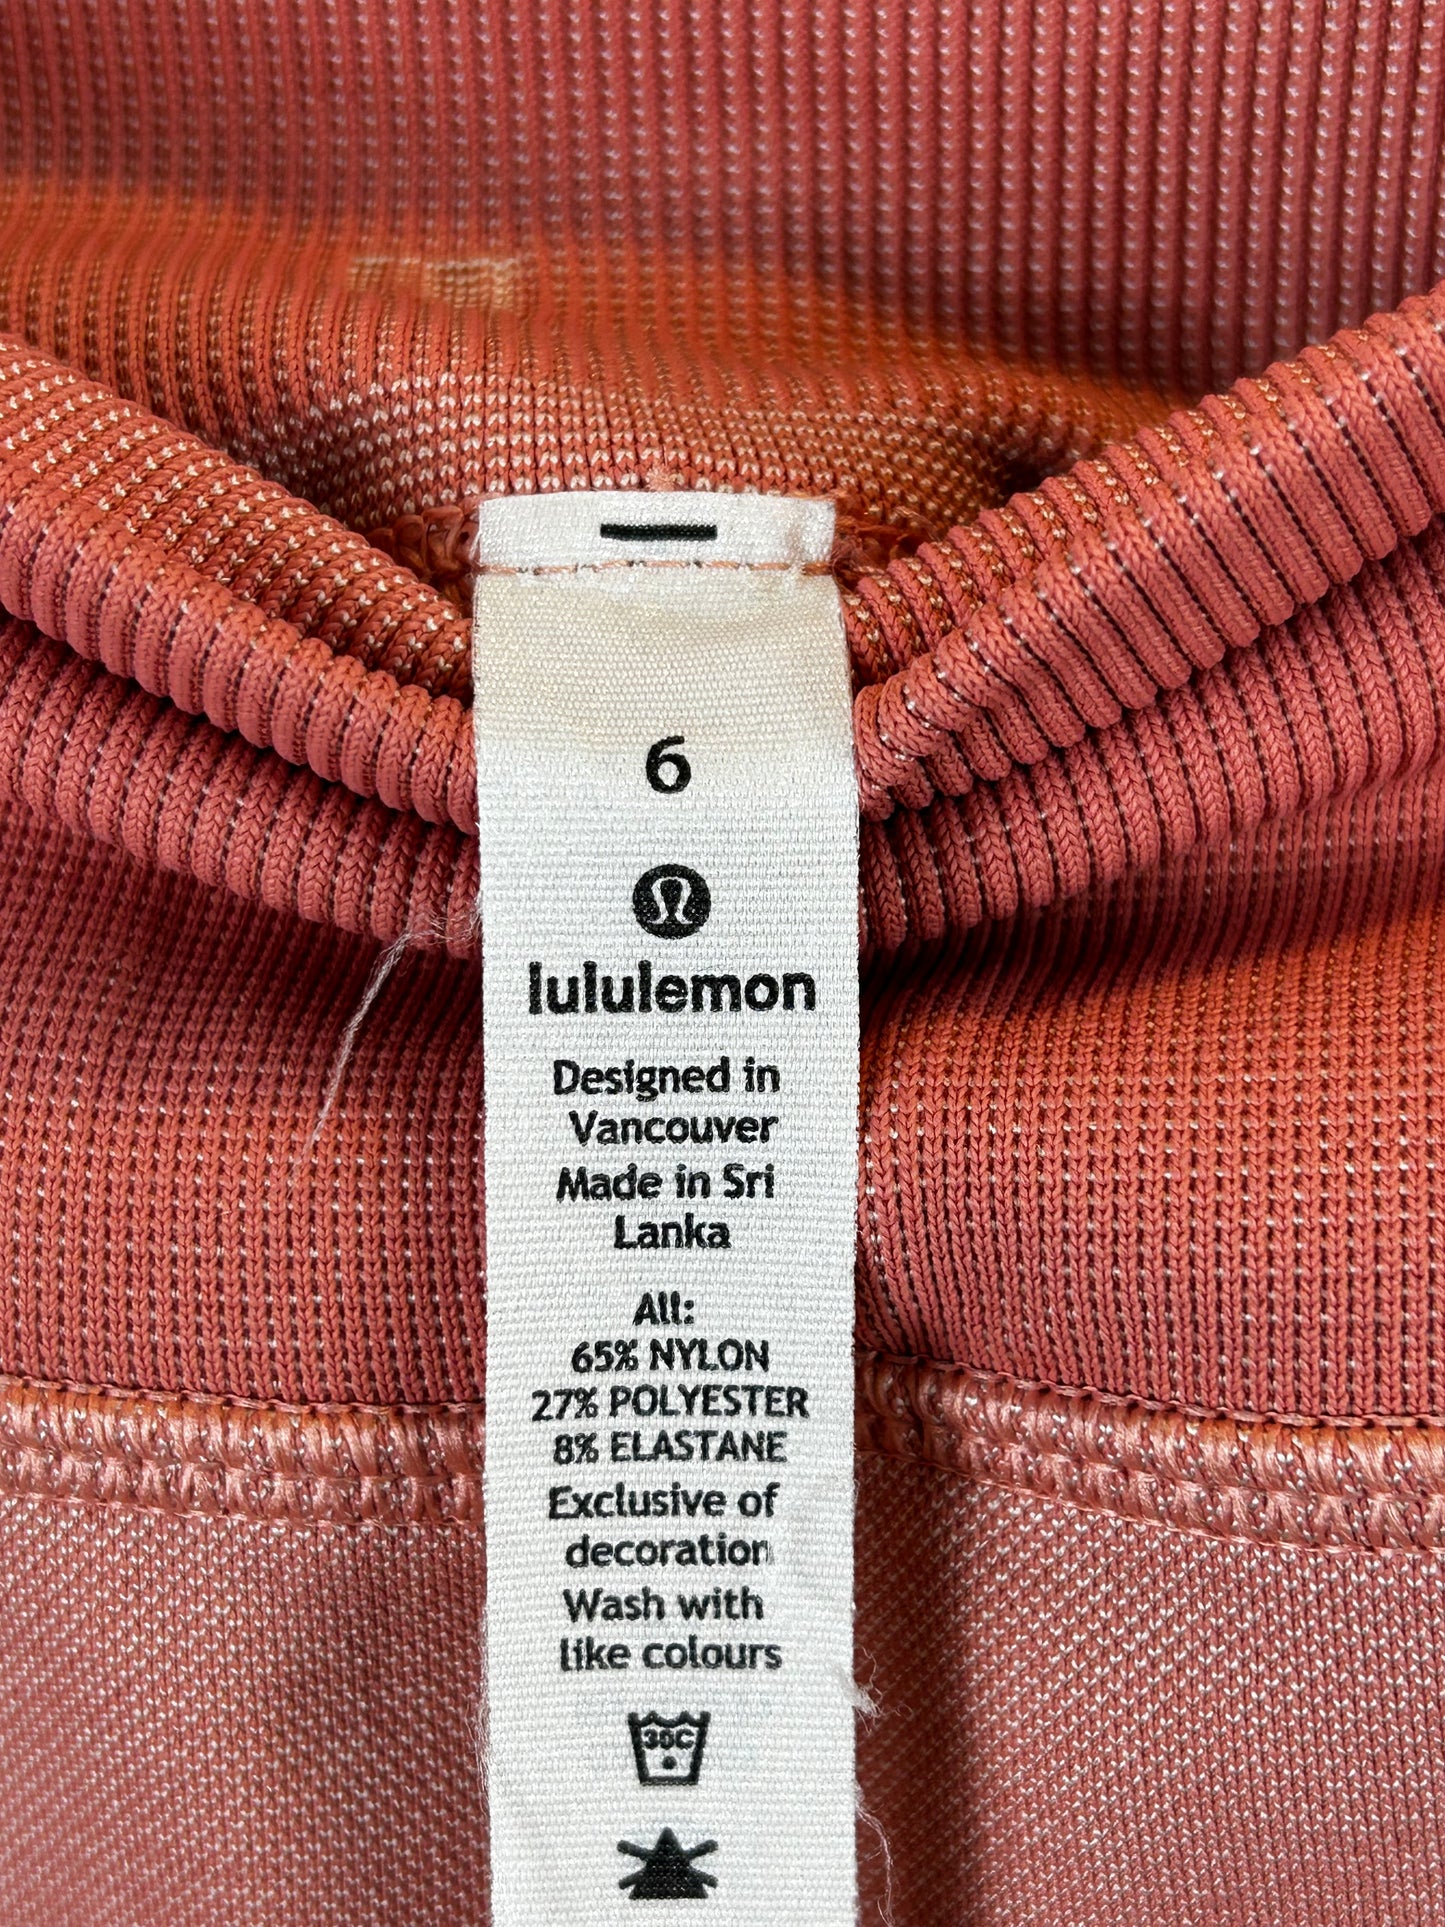 6
lululemon
Designed in
Vancouver
Made in Sri
Lanka
All:
65% NYLON
27% POLYESTER
8% ELASTANE
Exclusive of
decoration
Wash with
like colours
30C